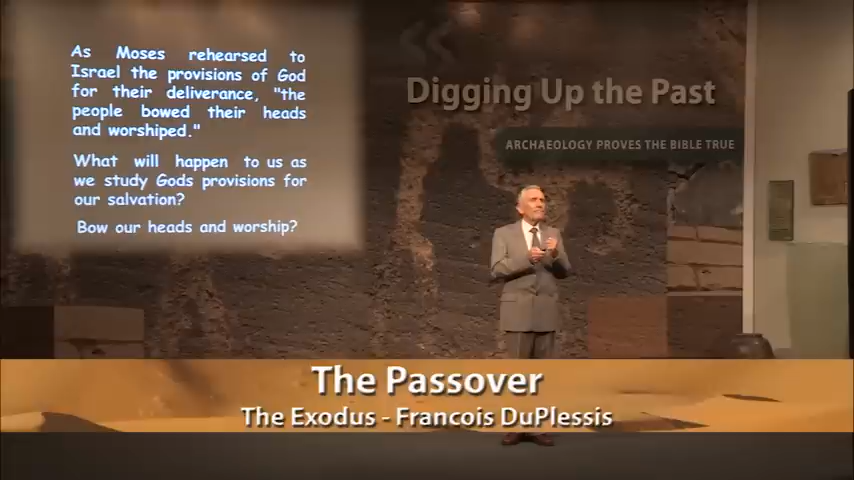 As Moses rehearsed to
Israel the provisions of God
for their deliverance, "the
people bowed their heads
and worshiped."
What will happen to us as
we study Gods provisions for
our salvation?
Bow our heads and worship?
Digging Up the Past
ARCHAEOLOGY PROVES THE BIBLE TRUE
The Passover
The Exodus - Francois DuPlessis